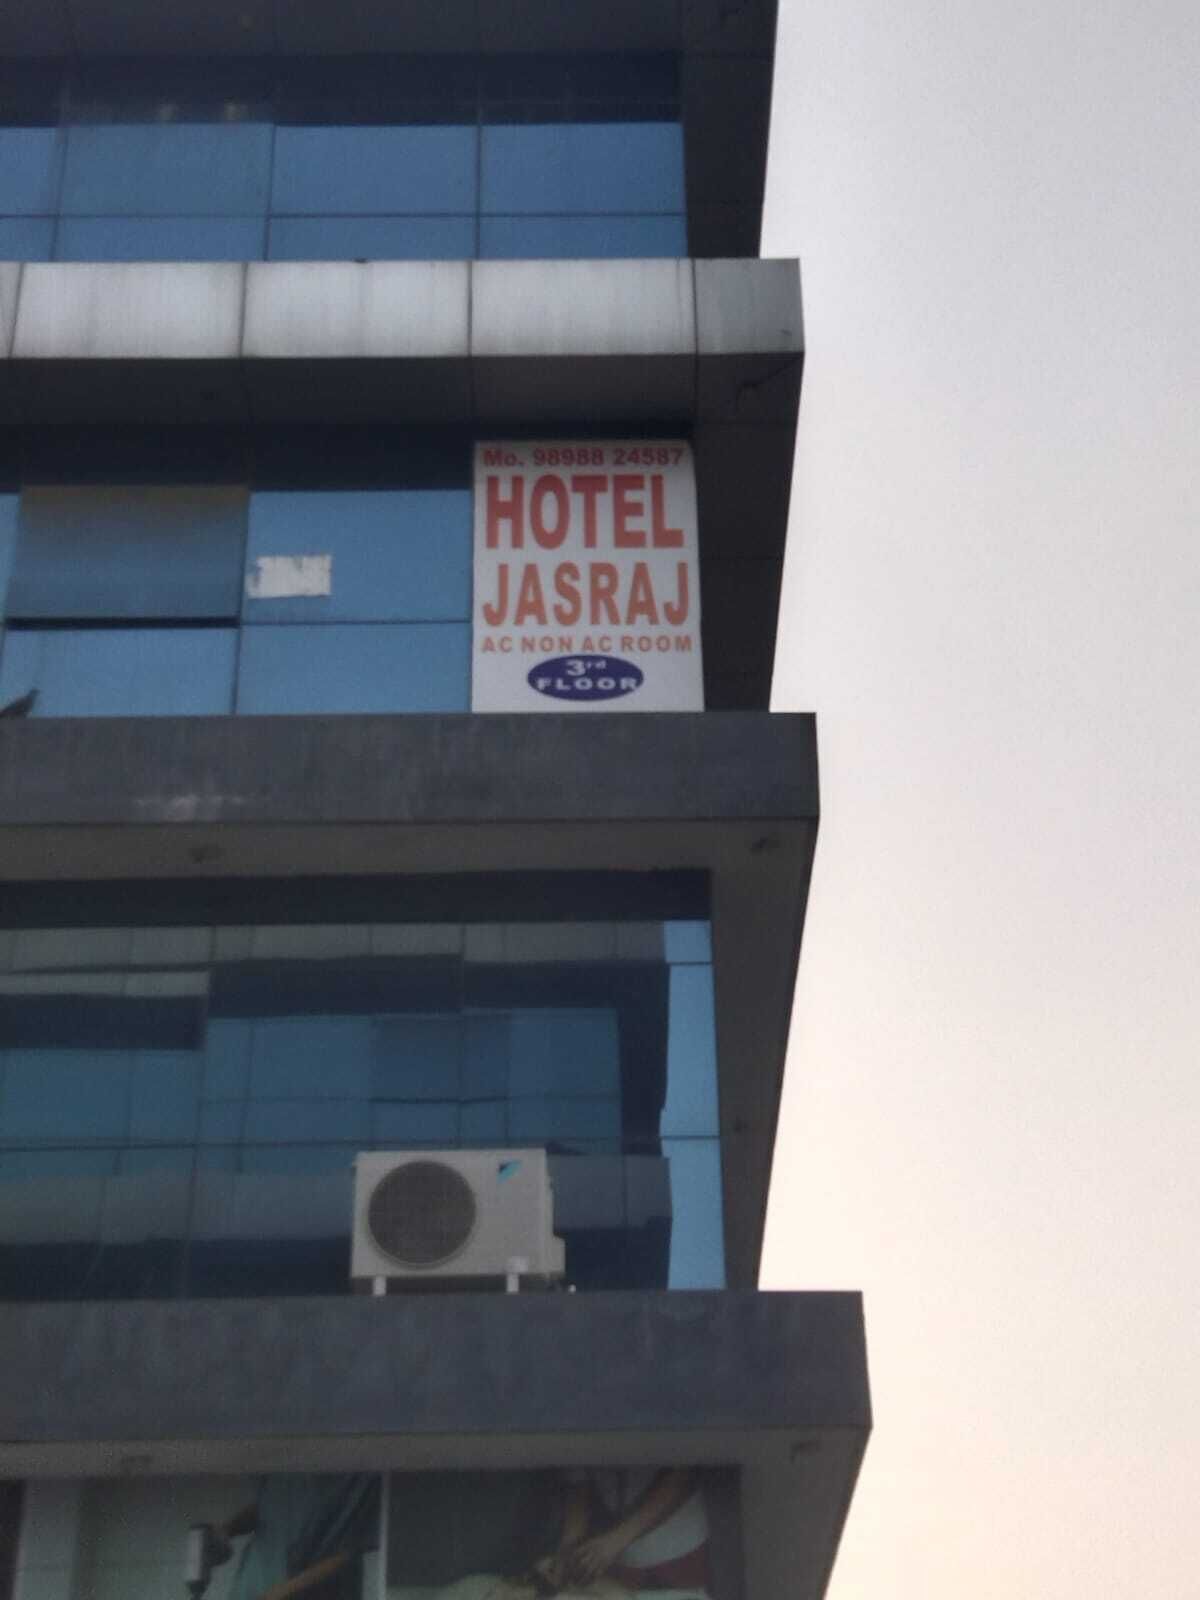 Mo. 98988 24587
HOTEL
JASRAJ
AC NON AC ROOM
3rd
FLOOR